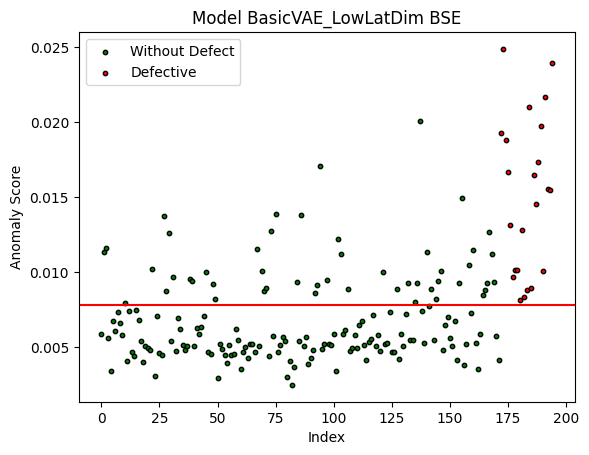 Model BasicVAE_LowLatDim BSE
Without Defect
Defective
0.025
0.020
0.015
0.010
0.005
Anomaly Score
0
25
50
75
100
125
150
175
200
Index